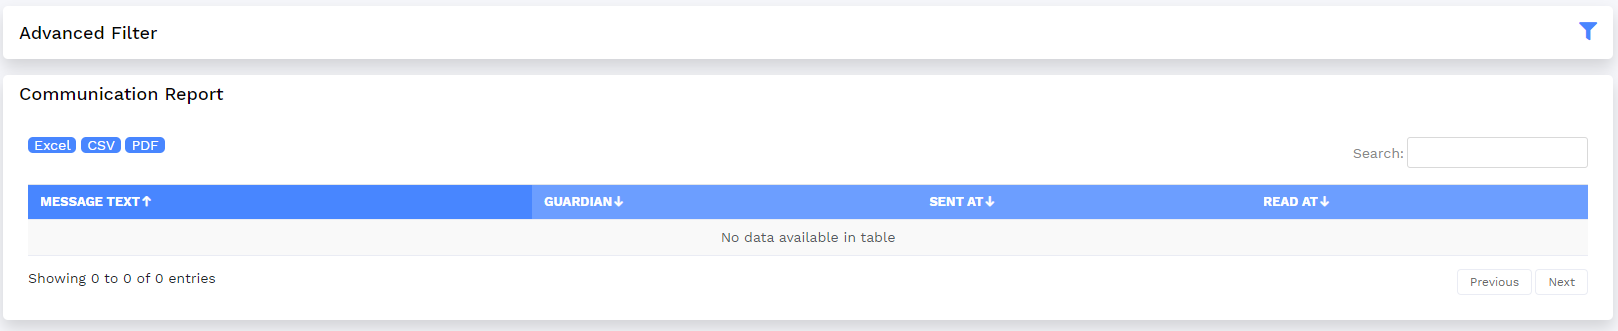 Advanced Filter
Communication Report
Excel CSV PDF
Search:
MESSAGE TEXT↑ GUARDIAN↓ SENT AT↓ READ AT↓
No data available in table
Showing 0 to 0 of 0 entries
Previous Next